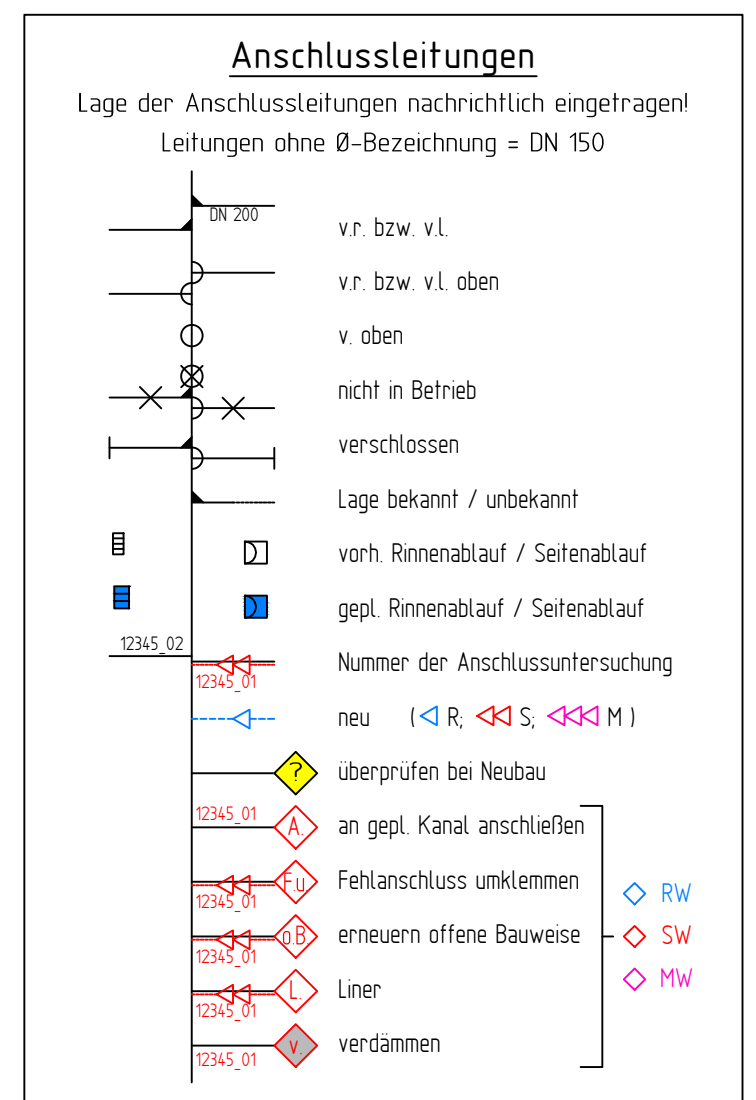 Anschlussleitungen
Lage der Anschlussleitungen nachrichtlich eingetragen!
Leitungen ohne Ø-Bezeichnung = DN 150
DN 200
v.r. bzw. v.l.
v.r. bzw. v.l. oben
v. oben
nicht in Betrieb
verschlossen
Lage bekannt / unbekannt
vorh. Rinnenablauf / Seitenablauf
gepl. Rinnenablauf / Seitenablauf
12345_02
12345_01
Nummer der Anschlussuntersuchung
neu ( R; S; M )
? überprüfen bei Neubau
12345_01
A. an gepl. Kanal anschließen
F.u. Fehlanschluss umklemmen
12345_01
RW
o.B. erneuern offene Bauweise
SW
12345_01
MW
L. Liner
12345_01
v. verdämmen
12345_01